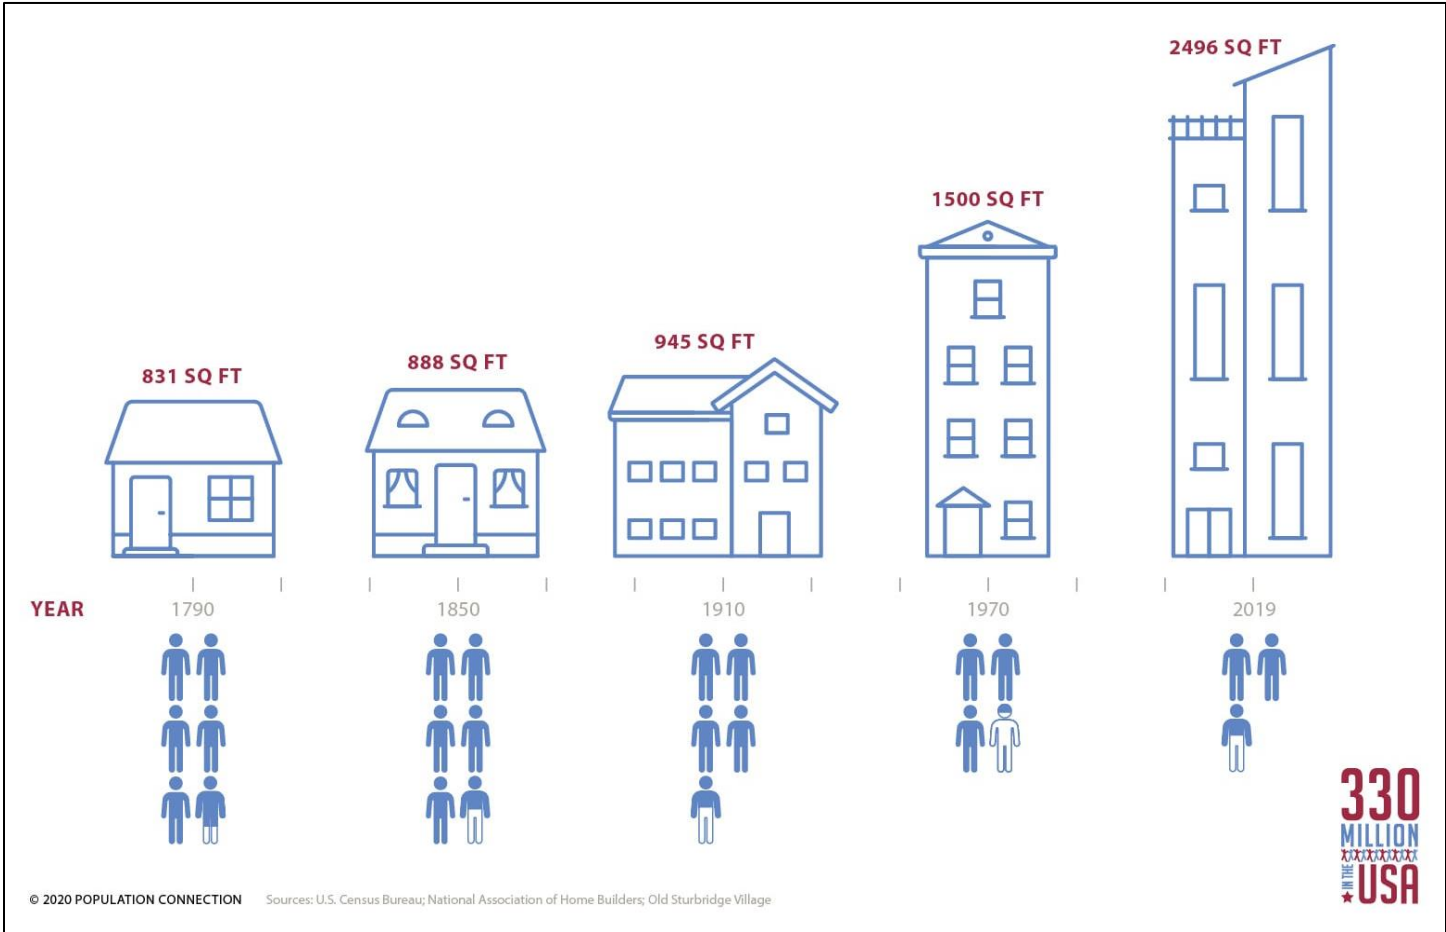 2496 SQ FT
1500 SQ FT
945 SQ FT
888 SQ FT
831 SQ FT
YEAR 1790 1850 1910 1970 2019
330
MILLION
IN THE USA
© 2020 POPULATION CONNECTION Sources: U.S. Census Bureau; National Association of Home Builders; Old Sturbridge Village